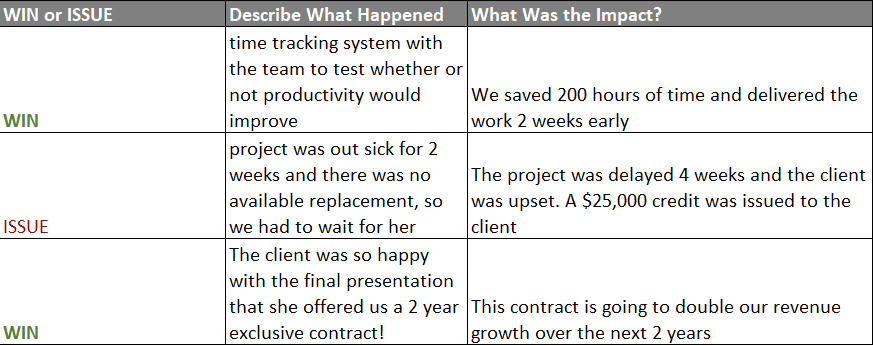 WIN or ISSUE Describe What Happened What Was the Impact?
time tracking system with
the team to test whether or
not productivity would
improve
WIN
We saved 200 hours of time and delivered the
work 2 weeks early
project was out sick for 2
weeks and there was no
available replacement, so
we had to wait for her
ISSUE
The project was delayed 4 weeks and the client
was upset. A $25,000 credit was issued to the
client
The client was so happy
with the final presentation
that she offered us a 2 year
exclusive contract!
WIN
This contract is going to double our revenue
growth over the next 2 years